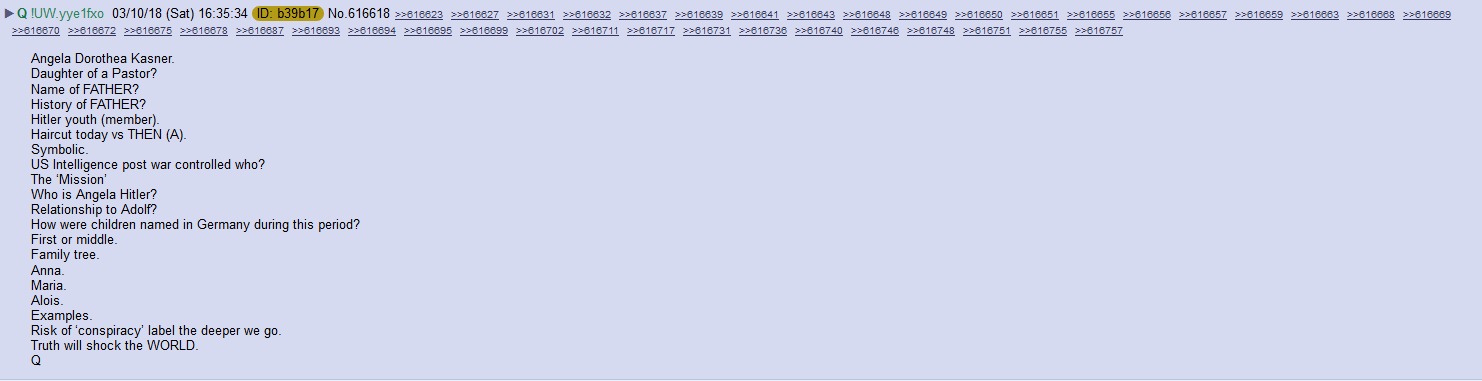 ▶ Q !UW.yye1fxo 03/10/18 (Sat) 16:35:34 ID: b39b17 No.616618 >>616623 >>616627 >>616631 >>616632 >>616637 >>616639 >>616641 >>616643 >>616648 >>616649 >>616650 >>616651 >>616655 >>616656 >>616657 >>616659 >>616663 >>616668 >>616669
>>616670 >>616672 >>616675 >>616678 >>616687 >>616693 >>616694 >>616695 >>616699 >>616702 >>616711 >>616717 >>616731 >>616736 >>616740 >>616746 >>616748 >>616751 >>616755 >>616757
Angela Dorothea Kasner.
Daughter of a Pastor?
Name of FATHER?
History of FATHER?
Hitler youth (member).
Haircut today vs THEN (A).
Symbolic.
US Intelligence post war controlled who?
The ‘Mission’
Who is Angela Hitler?
Relationship to Adolf?
How were children named in Germany during this period?
First or middle.
Family tree.
Anna.
Maria.
Alois.
Examples.
Risk of ‘conspiracy’ label the deeper we go.
Truth will shock the WORLD.
Q